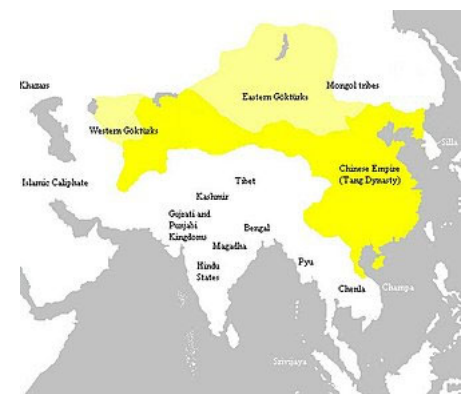 Khazars
Mongol tribes
Eastern Göktürks
Western Göktürks
Silla
Chinese Empire
(Tang Dynasty)
Islamic Caliphate
Tibet
Kashmir
Gujrati and
Punjabi
Kingdoms
Bengal
Magadha
Hindu
States
Pyu
Chenla
Champa
Srivijaya